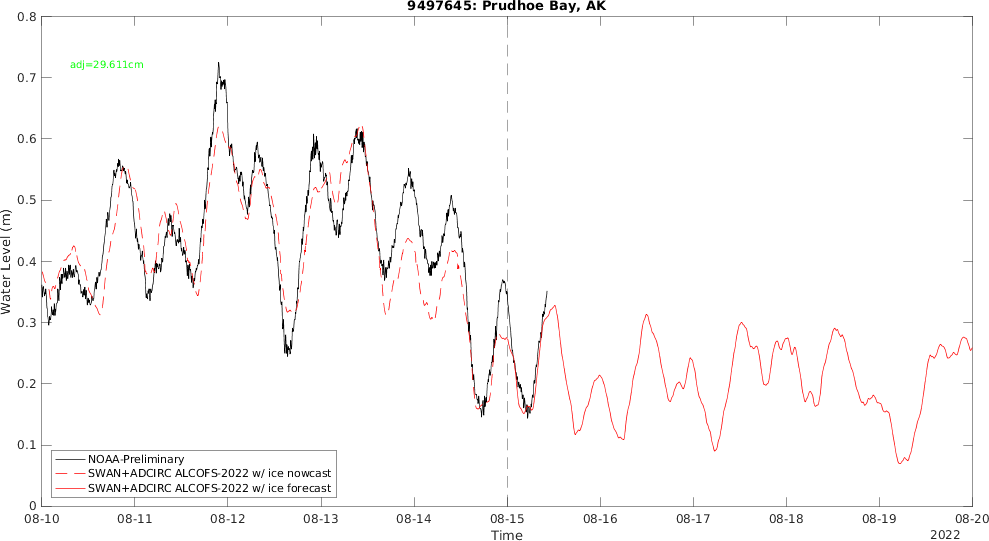 9497645: Prudhoe Bay, AK
adj=29.611cm
0.8
0.7
0.6
0.5
0.4
0.3
0.2
0.1
0
Water Level (m)
NOAA-Preliminary
SWAN+ADCIRC ALCOFS-2022 w/ ice nowcast
SWAN+ADCIRC ALCOFS-2022 w/ ice forecast
08-10 08-11 08-12 08-13 08-14 08-15 08-16 08-17 08-18 08-19 08-20
Time
2022